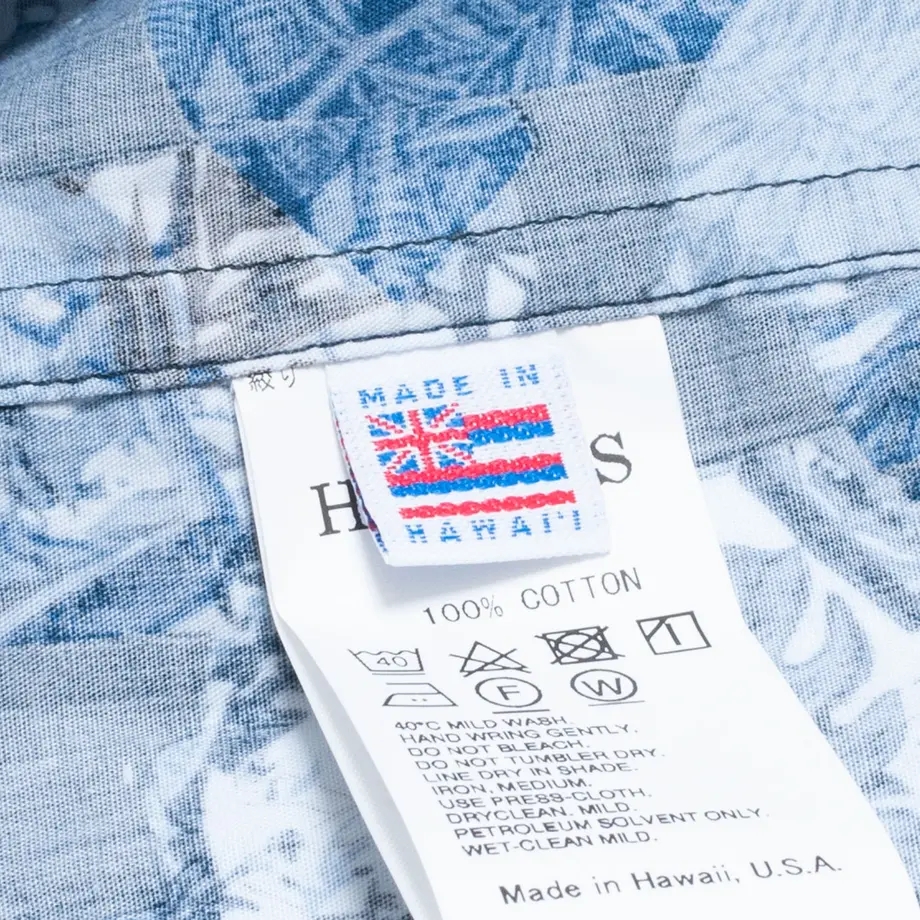 絞り
MADE IN
HAWAI'I
100% COTTON
40
F
W
40°C MILD WASH.
HAND WRING GENTLY.
DO NOT BLEACH.
DO NOT TUMBLER DRY.
LINE DRY IN SHADE.
IRON, MEDIUM.
USE PRESS-CLOTH.
DRYCLEAN. MILD.
PETROLEUM SOLVENT ONLY.
WET-CLEAN MILD.
Made in Hawaii, U.S.A.